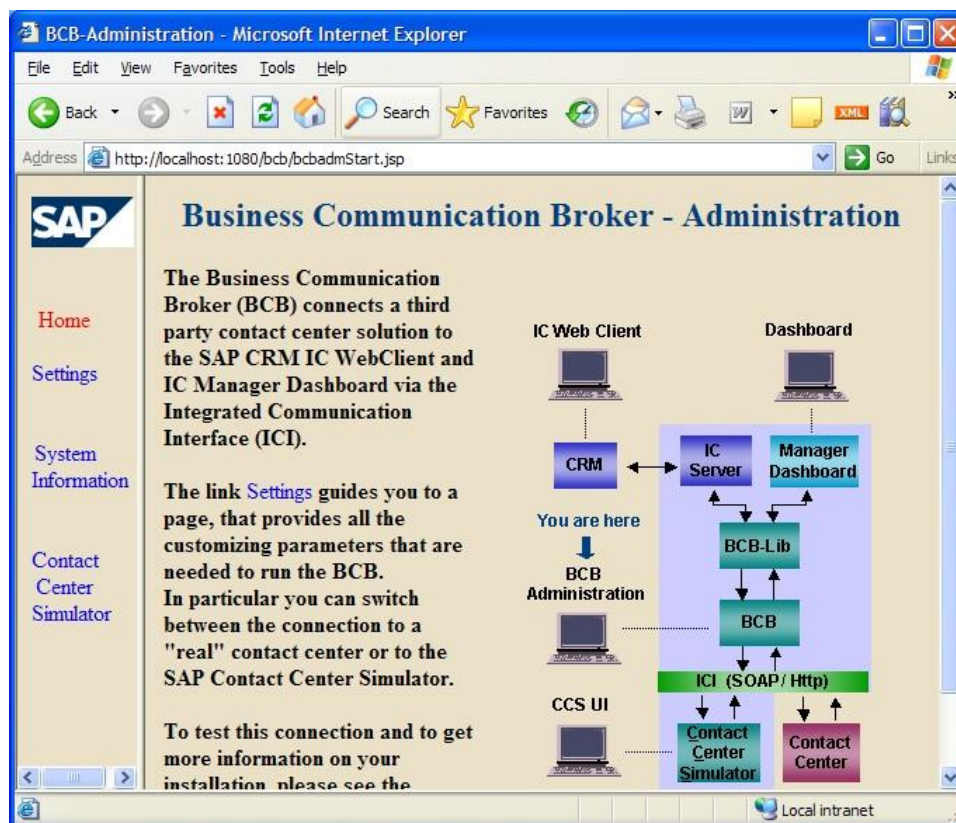 BCB-Administration - Microsoft Internet Explorer
File Edit View Favorites Tools Help
Back Search Favorites W XML »
Address http://localhost:1080/bcb/bcbadmStart.jsp Go Links
SAP
Home
Settings
System
Information
Contact
Center
Simulator
Business Communication Broker - Administration
The Business Communication
Broker (BCB) connects a third
party contact center solution to
the SAP CRM IC WebClient and
IC Manager Dashboard via the
Integrated Communication
Interface (ICI).
The link Settings guides you to a
page, that provides all the
customizing parameters that are
needed to run the BCB.
In particular you can switch
between the connection to a
"real" contact center or to the
SAP Contact Center Simulator.
To test this connection and to get
more information on your
installation, please see the
IC Web Client
Dashboard
CRM
IC
Server
Manager
Dashboard
You are here
BCB-Lib
BCB
Administration
BCB
ICI (SOAP/ Http)
CCS UI
Contact
Center
Simulator
Contact
Center
Local intranet